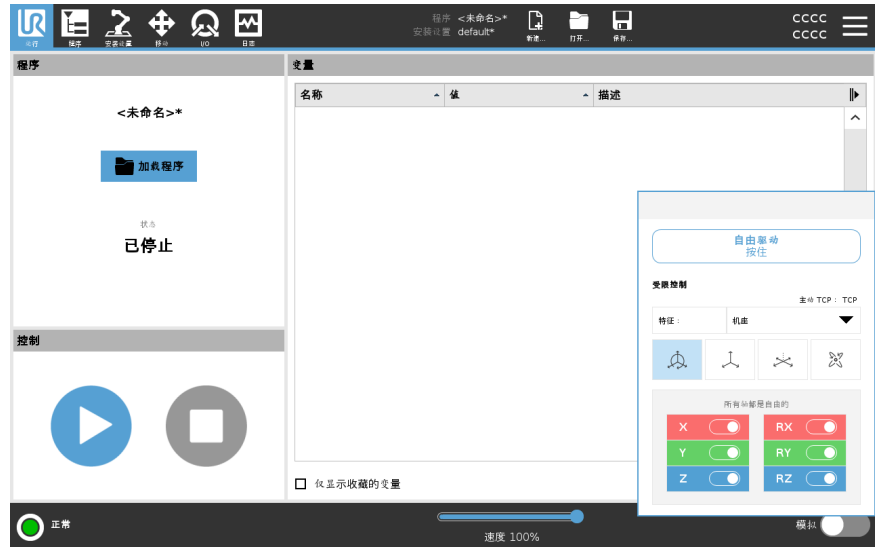 UR
运行
程序
安装设置
移动
I/O
日志
程序 <未命名>*
安装设置 default*
新建...
打开...
保存...
CCCC
CCCC
程序
<未命名>*
加载程序
状态
已停止
控制
变量
名称
值
描述
仅显示收藏的变量
自由驱动
按住
受限控制
主动 TCP : TCP
特征 : 机座
所有轴都是自由的
X RX
Y RY
Z RZ
正常
速度 100%
模拟